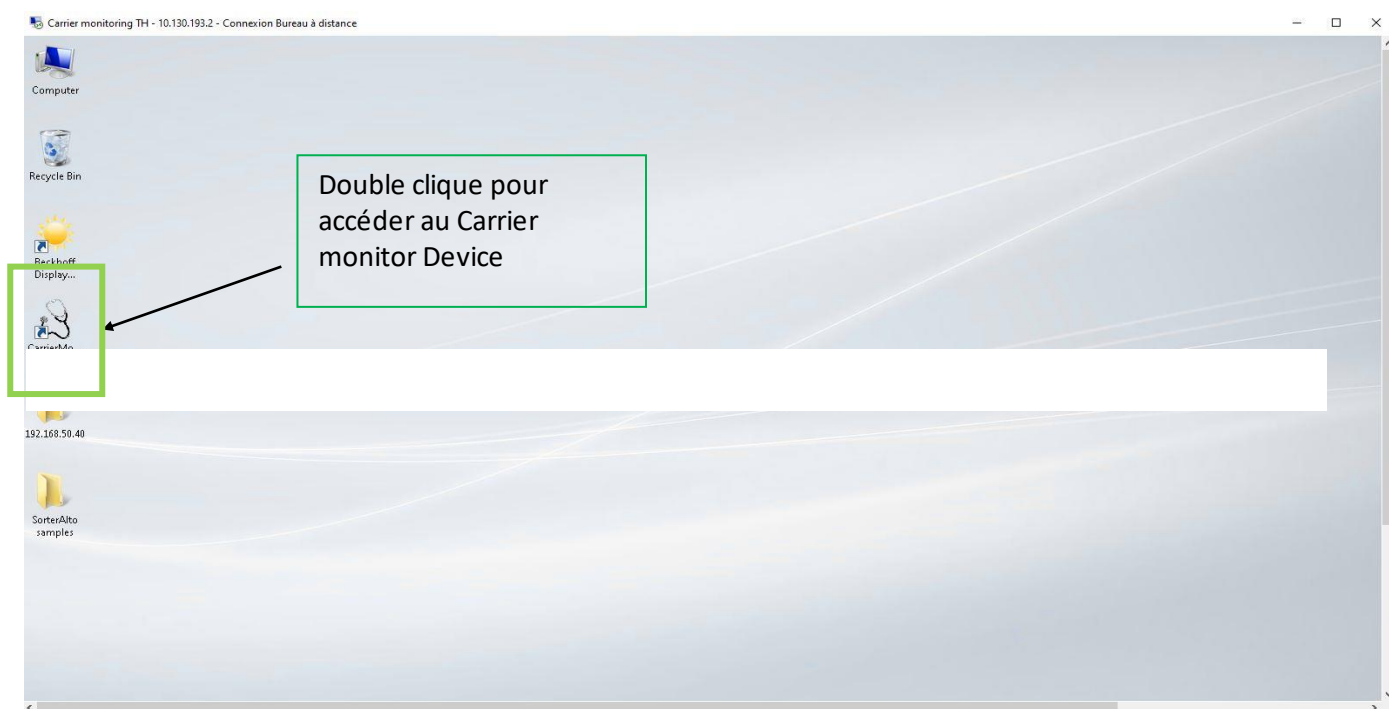 Carrier monitoring TH - 10.130.193.2 - Connexion Bureau à distance
Computer
Recycle Bin
Double clique pour
accéder au Carrier
monitor Device
Beckhoff
Display...
CarrierMo
192.168.50.40
SorterAlto
samples